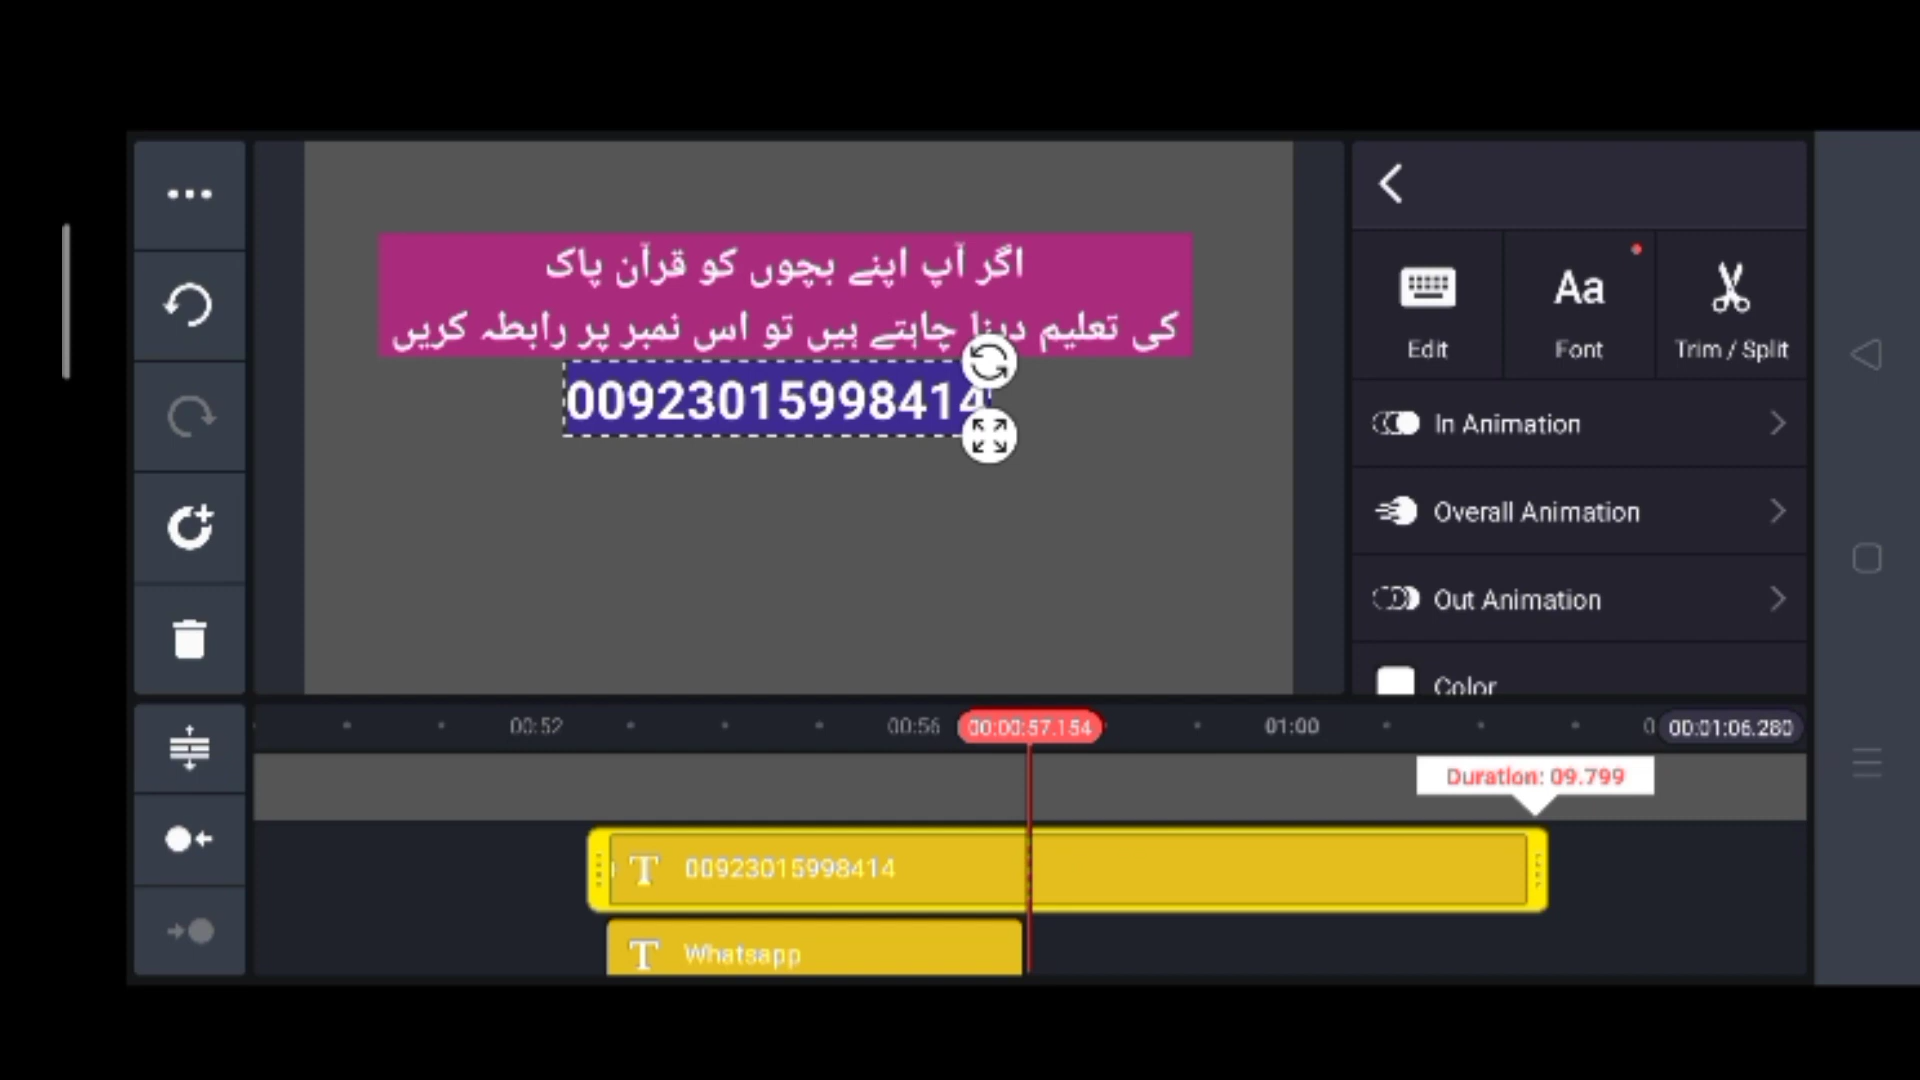 اگر آپ اپنے بچوں کو قرآن پاک
کی تعلیم دینا چاہتے ہیں تو اس نمبر پر رابطہ کریں
00923015998414
Edit
Aa
Font
Trim / Split
In Animation
Overall Animation
Out Animation
Color
00:52
00:56
00:00:57.154
01:00
0
00:01:06.280
Duration: 09.799
T 00923015998414
T Whatsapp